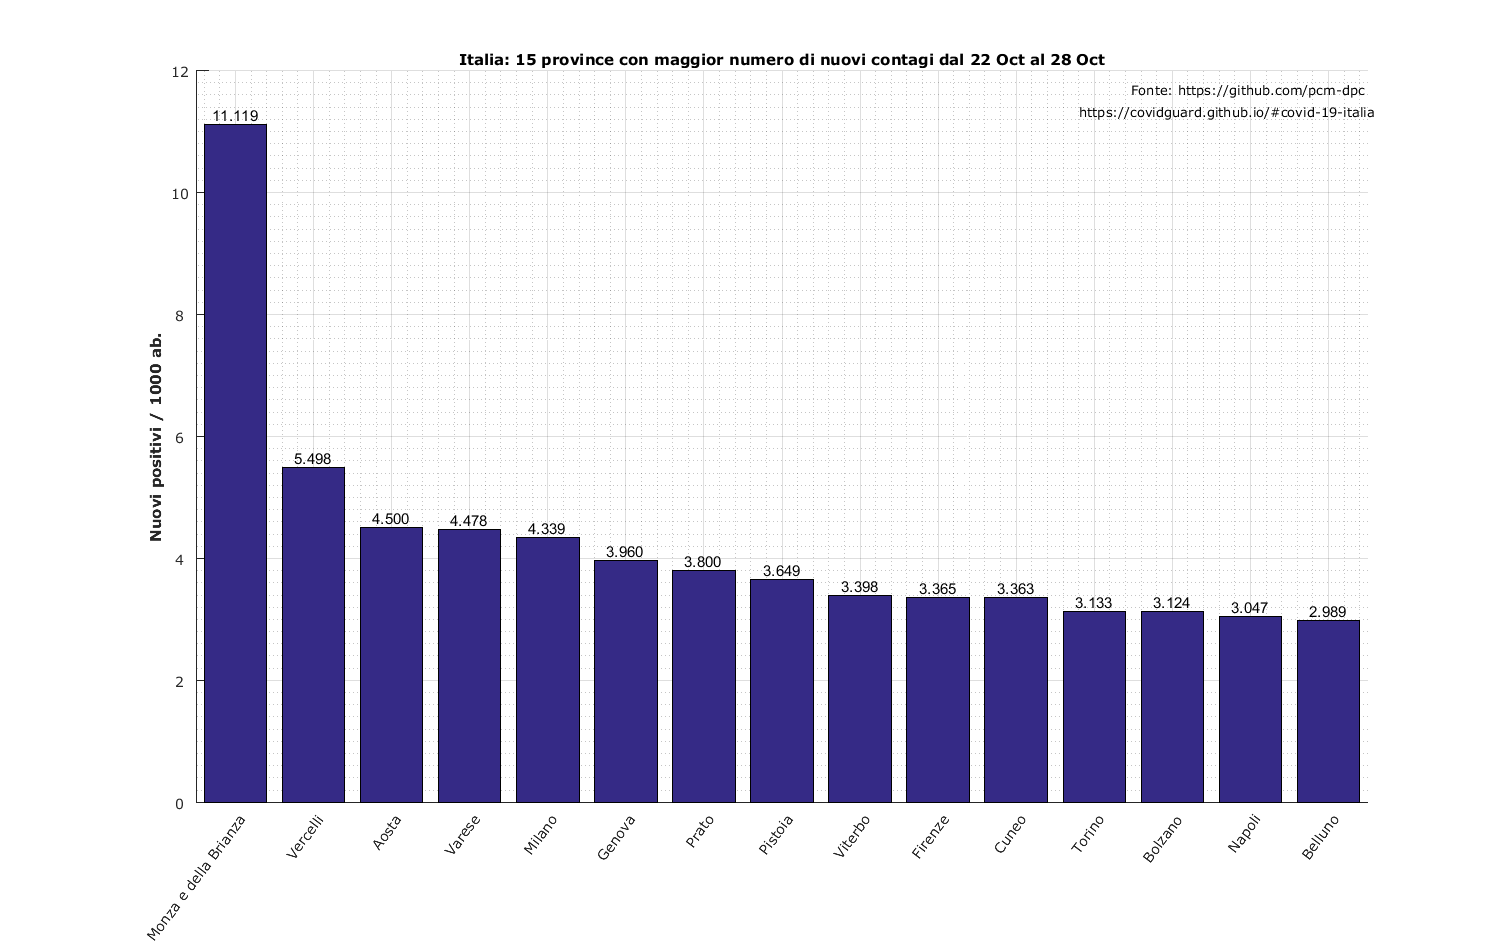 Italia: 15 province con maggior numero di nuovi contagi dal 22 Oct al 28 Oct
Fonte: https://github.com/pcm-dpc
https://covidguard.github.io/#covid-19-italia
Nuovi positivi / 1000 ab.
12
10
8
6
4
2
0
11.119
5.498
4.500
4.478
4.339
3.960
3.800
3.649
3.398
3.365
3.363
3.133
3.124
3.047
2.989
Monza e della Brianza
Vercelli
Aosta
Varese
Milano
Genova
Prato
Pistoia
Viterbo
Firenze
Cuneo
Torino
Bolzano
Napoli
Belluno